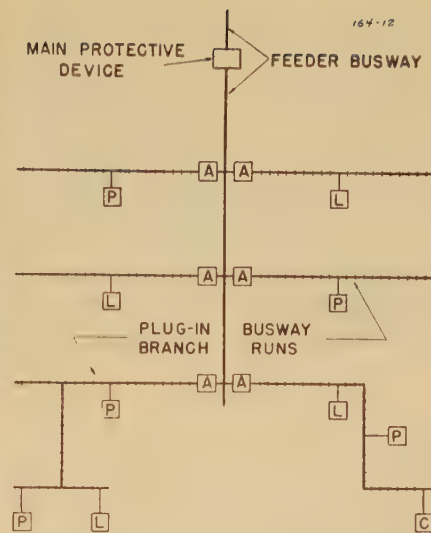 164-12
MAIN PROTECTIVE
DEVICE
FEEDER BUSWAY
A A
P L
A A
L P
PLUG-IN
BRANCH
BUSWAY
RUNS
A A
P L
P
P L C